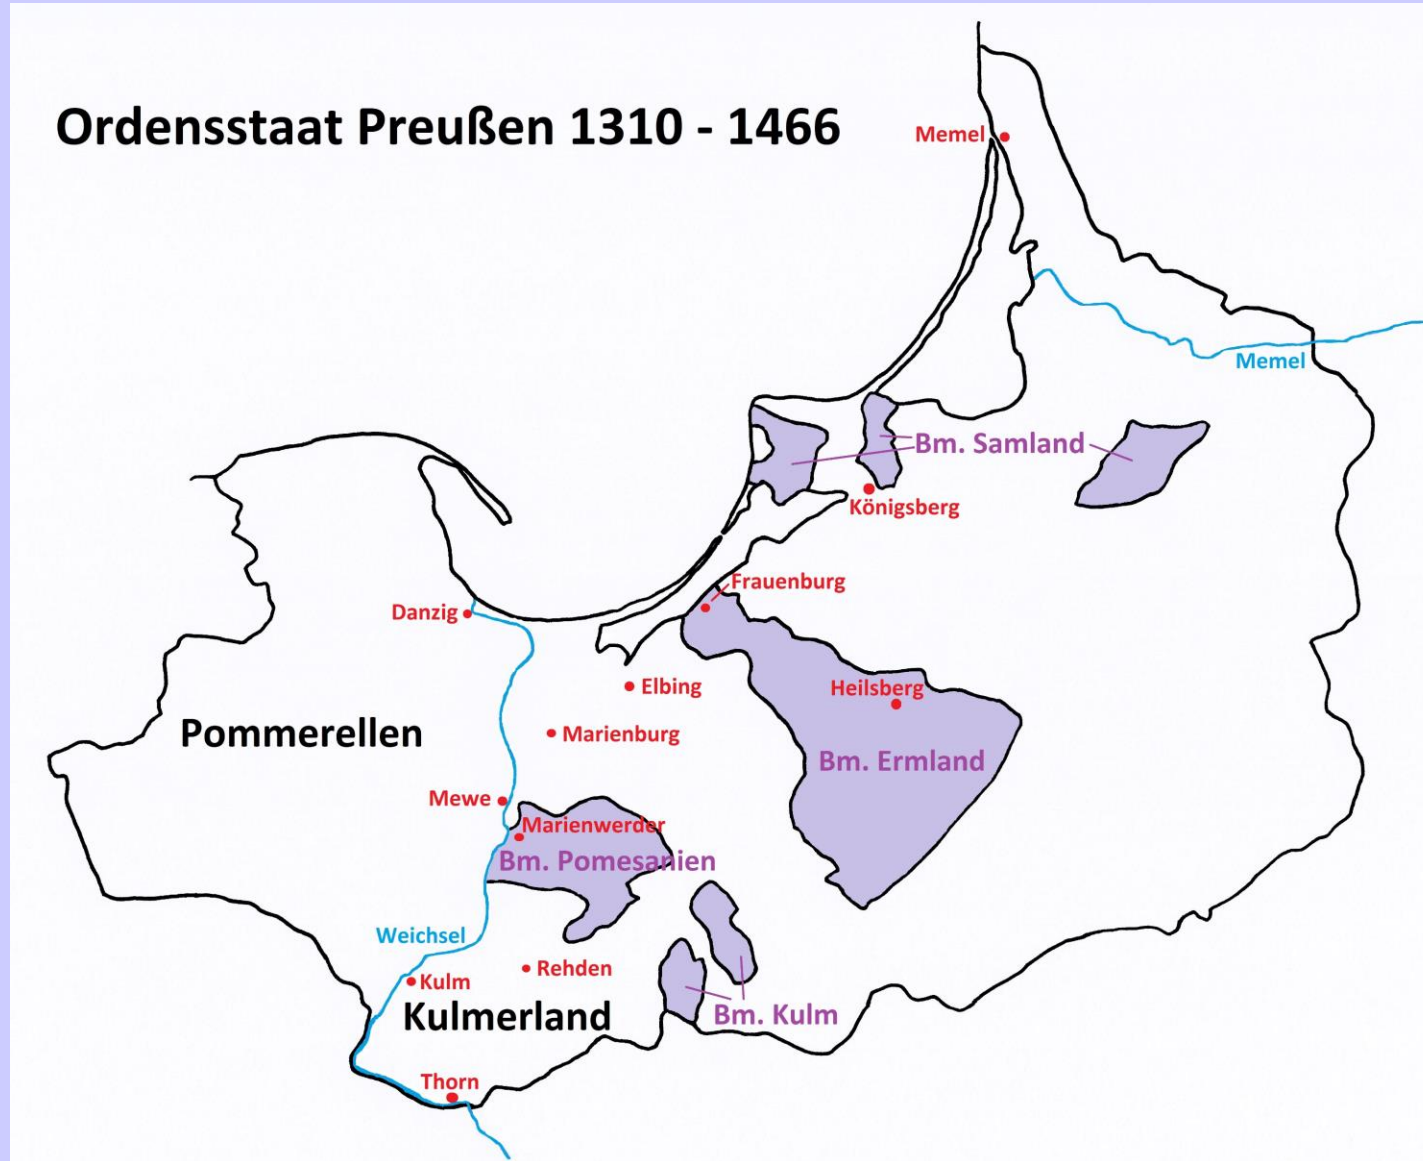 Ordensstaat Preußen 1310 - 1466
Memel
Memel
Bm. Samland
Königsberg
Frauenburg
Danzig
Elbing
Heilsberg
Pommerellen
Marienburg
Bm. Ermland
Mewe
Marienwerder
Bm. Pomesanien
Weichsel
Rehden
Kulm
Kulmerland
Bm. Kulm
Thorn